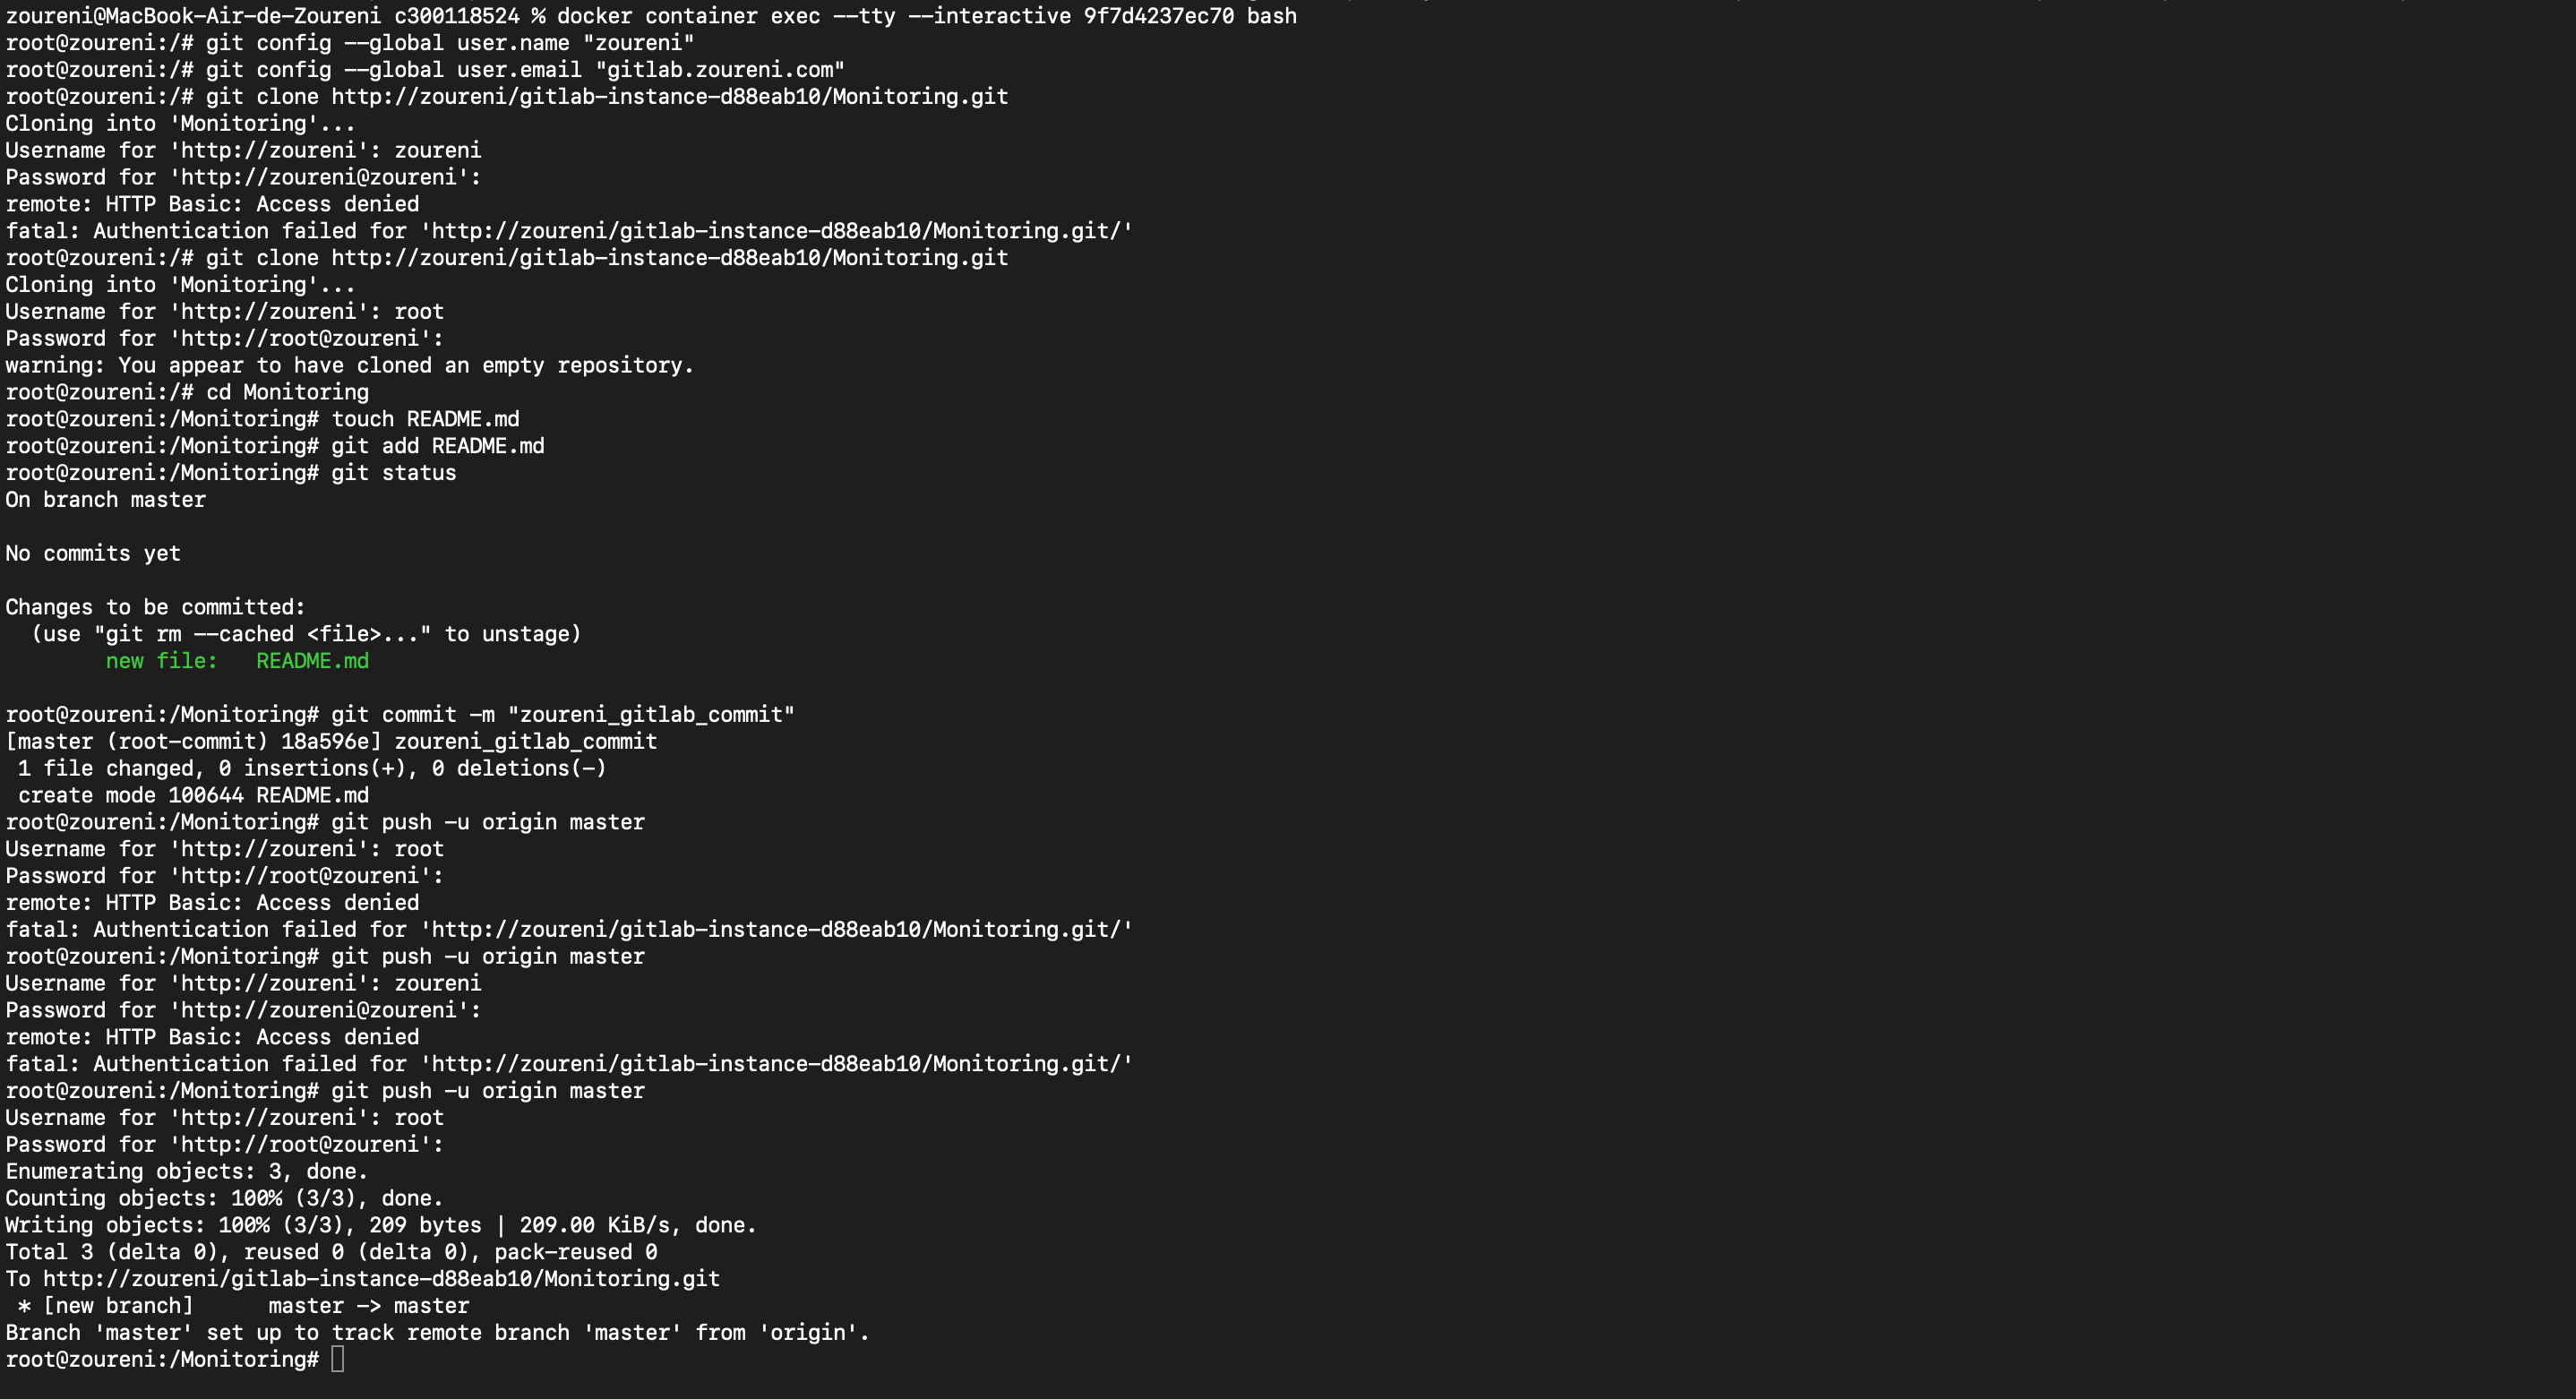 zoureni@MacBook-Air-de-Zoureni c300118524 % docker container exec --tty --interactive 9f7d4237ec70 bash
root@zoureni:/# git config --global user.name "zoureni"
root@zoureni:/# git config --global user.email "gitlab.zoureni.com"
root@zoureni:/# git clone http://zoureni/gitlab-instance-d88eab10/Monitoring.git
Cloning into 'Monitoring'...
Username for 'http://zoureni': zoureni
Password for 'http://zoureni@zoureni':
remote: HTTP Basic: Access denied
fatal: Authentication failed for 'http://zoureni/gitlab-instance-d88eab10/Monitoring.git/'
root@zoureni:/# git clone http://zoureni/gitlab-instance-d88eab10/Monitoring.git
Cloning into 'Monitoring'...
Username for 'http://zoureni': root
Password for 'http://root@zoureni':
warning: You appear to have cloned an empty repository.
root@zoureni:/# cd Monitoring
root@zoureni:/Monitoring# touch README.md
root@zoureni:/Monitoring# git add README.md
root@zoureni:/Monitoring# git status
On branch master

No commits yet

Changes to be committed:
  (use "git rm --cached <file>..." to unstage)
        new file:   README.md

root@zoureni:/Monitoring# git commit -m "zoureni_gitlab_commit"
[master (root-commit) 18a596e] zoureni_gitlab_commit
 1 file changed, 0 insertions(+), 0 deletions(-)
 create mode 100644 README.md
root@zoureni:/Monitoring# git push -u origin master
Username for 'http://zoureni': root
Password for 'http://root@zoureni':
remote: HTTP Basic: Access denied
fatal: Authentication failed for 'http://zoureni/gitlab-instance-d88eab10/Monitoring.git/'
root@zoureni:/Monitoring# git push -u origin master
Username for 'http://zoureni': zoureni
Password for 'http://zoureni@zoureni':
remote: HTTP Basic: Access denied
fatal: Authentication failed for 'http://zoureni/gitlab-instance-d88eab10/Monitoring.git/'
root@zoureni:/Monitoring# git push -u origin master
Username for 'http://zoureni': root
Password for 'http://root@zoureni':
Enumerating objects: 3, done.
Counting objects: 100% (3/3), done.
Writing objects: 100% (3/3), 209 bytes | 209.00 KiB/s, done.
Total 3 (delta 0), reused 0 (delta 0), pack-reused 0
To http://zoureni/gitlab-instance-d88eab10/Monitoring.git
 * [new branch]      master -> master
Branch 'master' set up to track remote branch 'master' from 'origin'.
root@zoureni:/Monitoring#